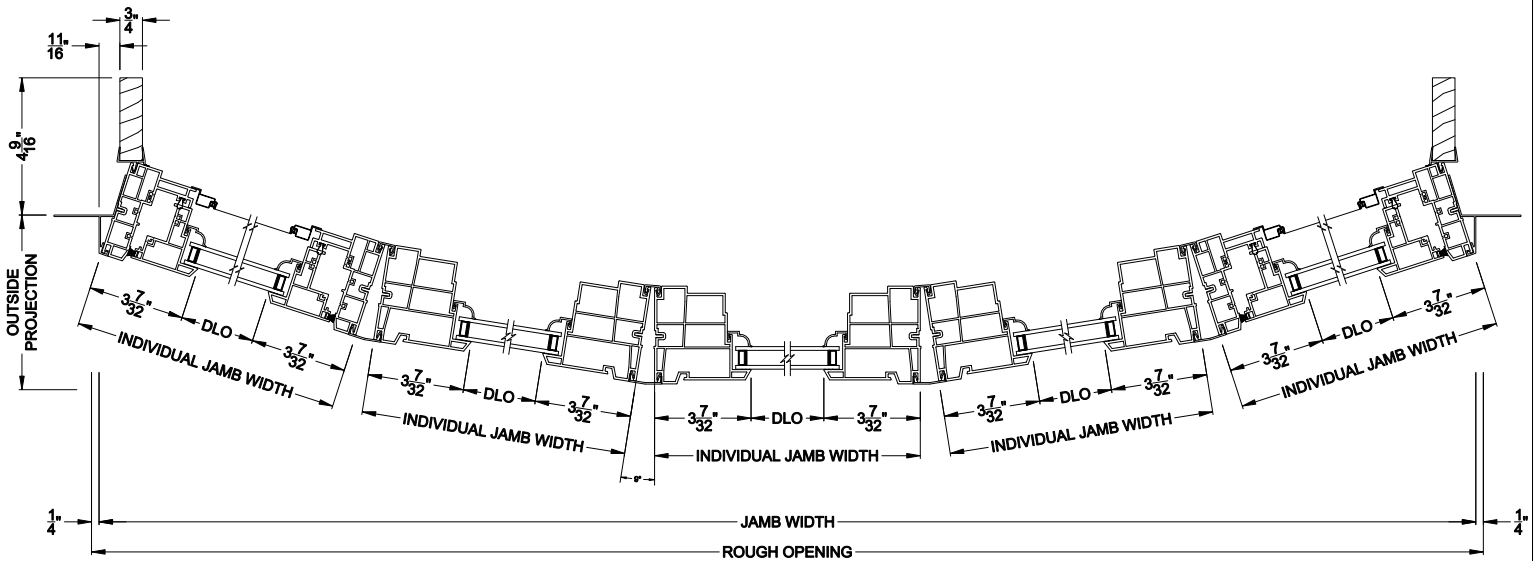 3/4"
11/16"
4 9/16"
OUTSIDE
PROJECTION
3 7/32"
DLO
3 7/32"
INDIVIDUAL JAMB WIDTH
3 7/32"
DLO
3 7/32"
INDIVIDUAL JAMB WIDTH
3 7/32"
DLO
3 7/32"
INDIVIDUAL JAMB WIDTH
3 7/32"
DLO
3 7/32"
INDIVIDUAL JAMB WIDTH
3 7/32"
DLO
3 7/32"
INDIVIDUAL JAMB WIDTH
1/4"
JAMB WIDTH
1/4"
ROUGH OPENING